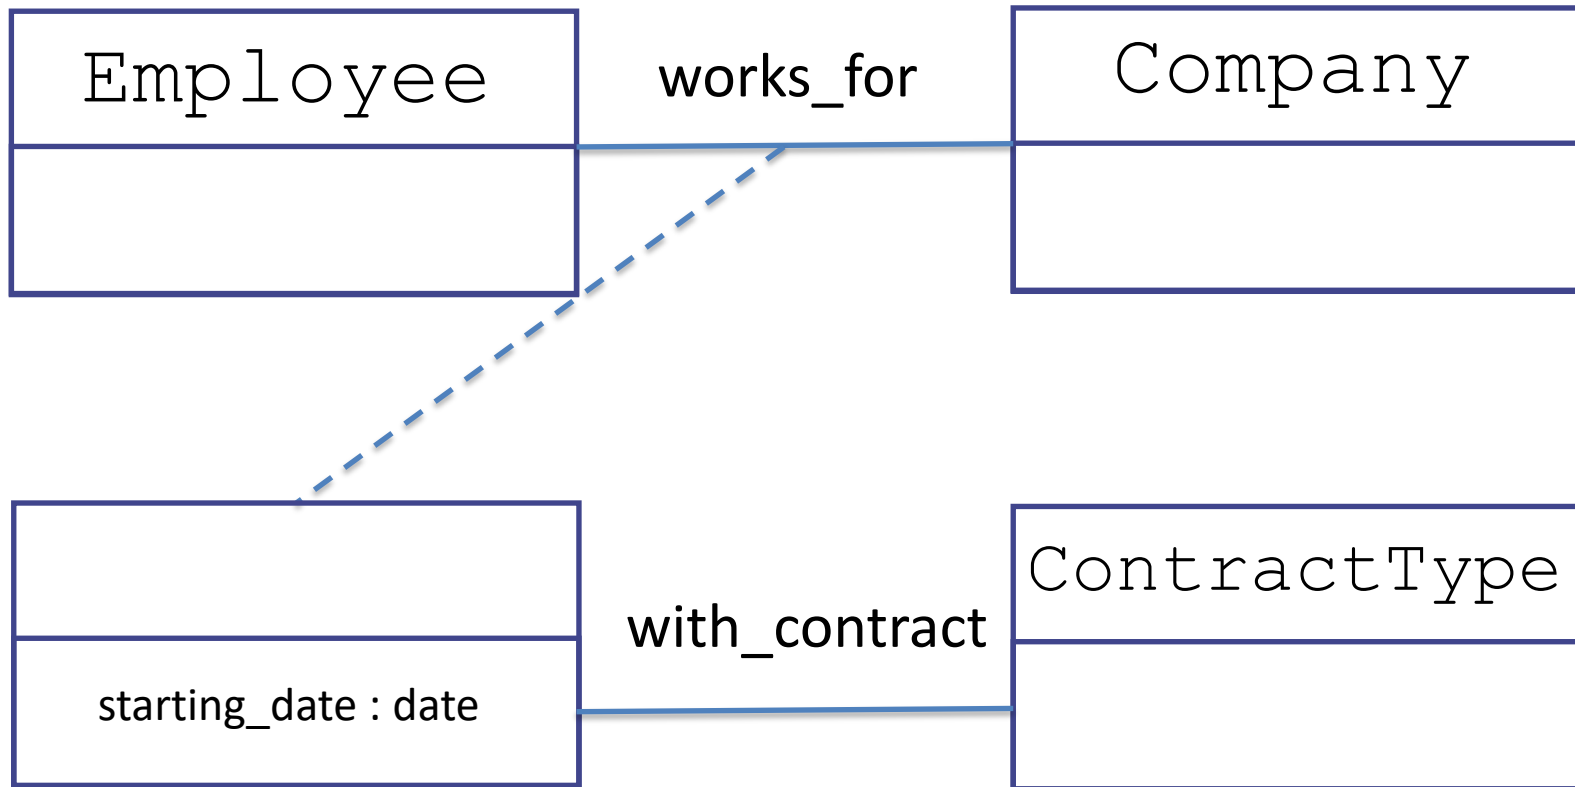 Employee
works_for
Company
ContractType
with_contract
starting_date : date